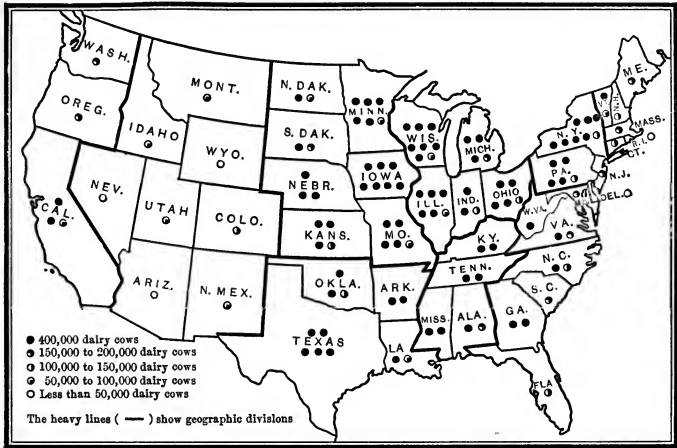 WASH.
MONT.
N. DAK.
MINN.
ME.
OREG.
IDAHO
S. DAK.
WIS.
MICH.
N.Y.
VT.
N.H.
MASS.
R.I.
CT.
WYO.
IOWA
PA.
N.J.
NEBR.
NEV.
UTAH
COLO.
ILL.
IND.
OHIO
DEL.
CAL.
KANS.
MO.
W.VA.
VA.
KY.
ARIZ.
N. MEX.
OKLA.
ARK.
TENN.
N. C.
S. C.
TEXAS
LA
MISS.
ALA.
GA.
FLA
400,000 dairy cows
150,000 to 200,000 dairy cows
100,000 to 150,000 dairy cows
50,000 to 100,000 dairy cows
Less than 50,000 dairy cows
The heavy lines ( — ) show geographic divisions